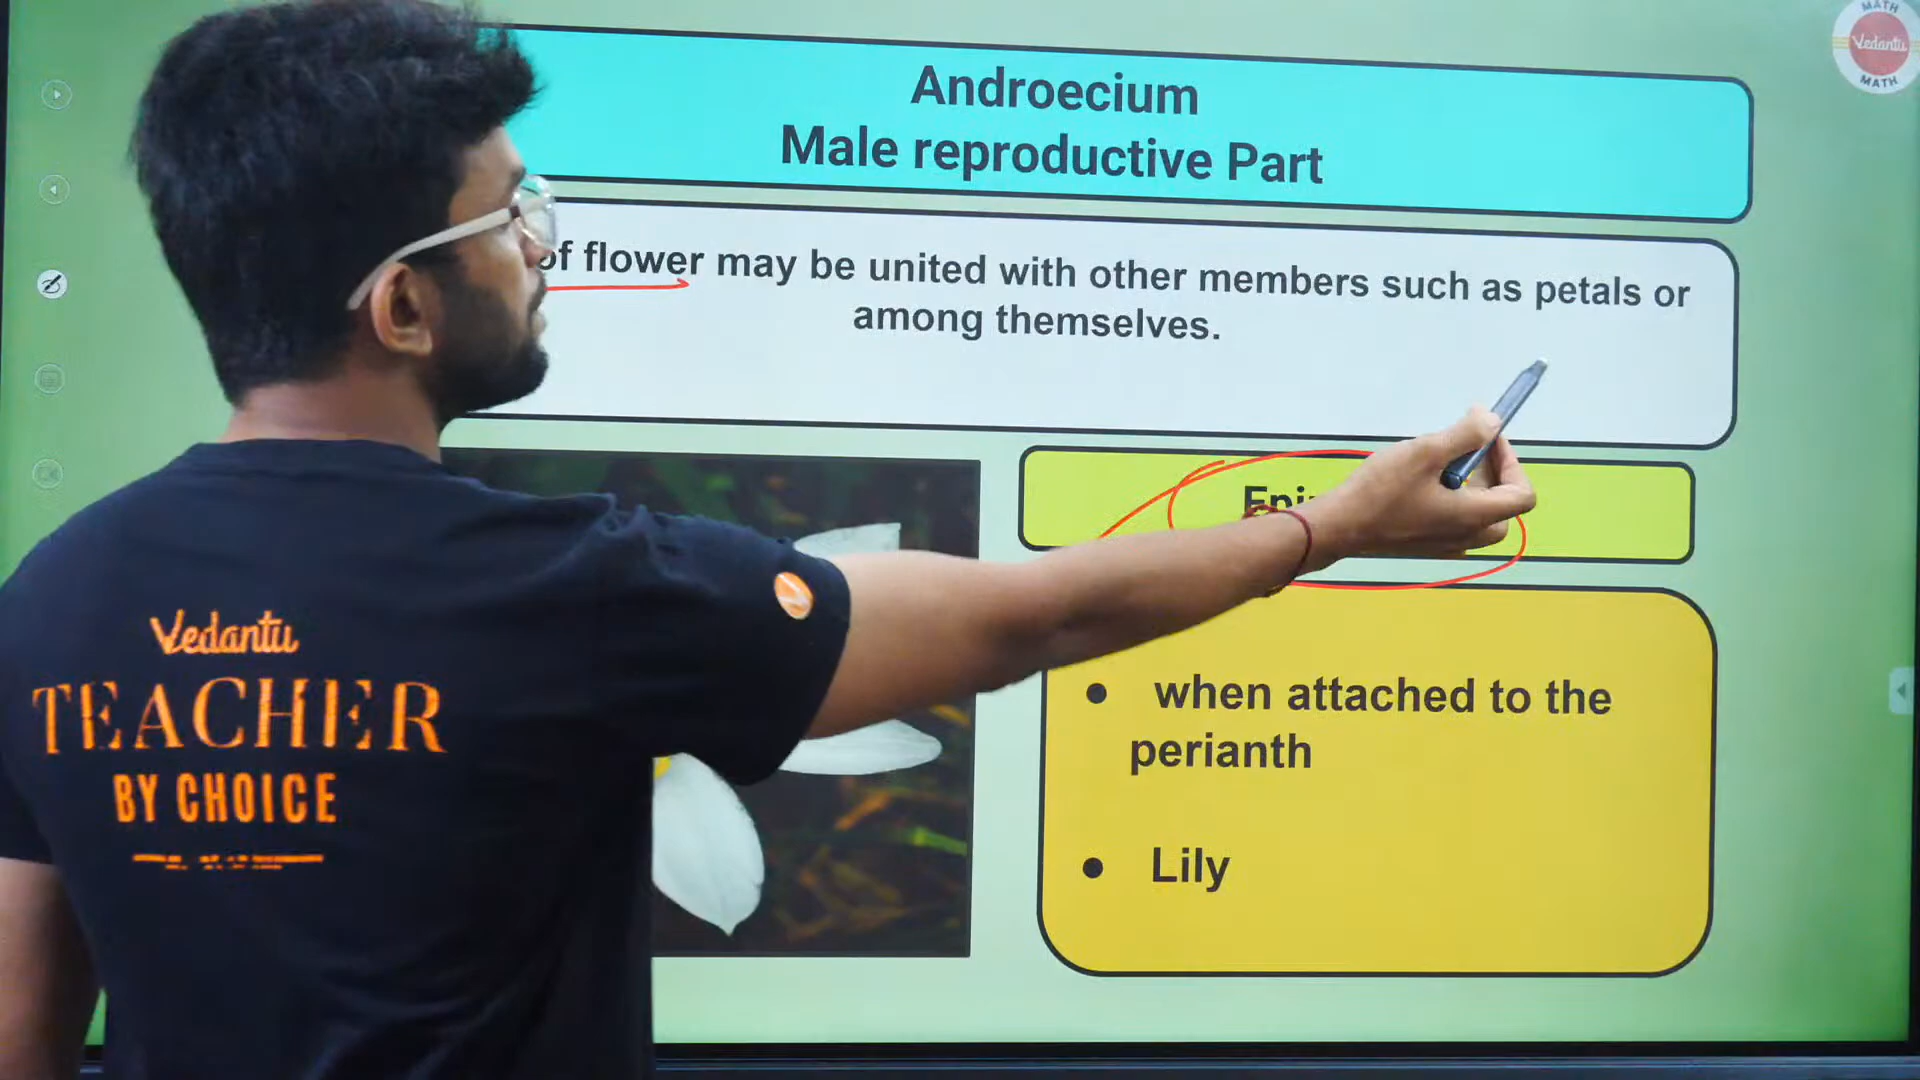 MATH
Vedantu
MATH
Androecium
Male reproductive Part
of flower may be united with other members such as petals or
among themselves.
when attached to the
perianth
Lily
Vedantu
TEACHER
BY CHOICE